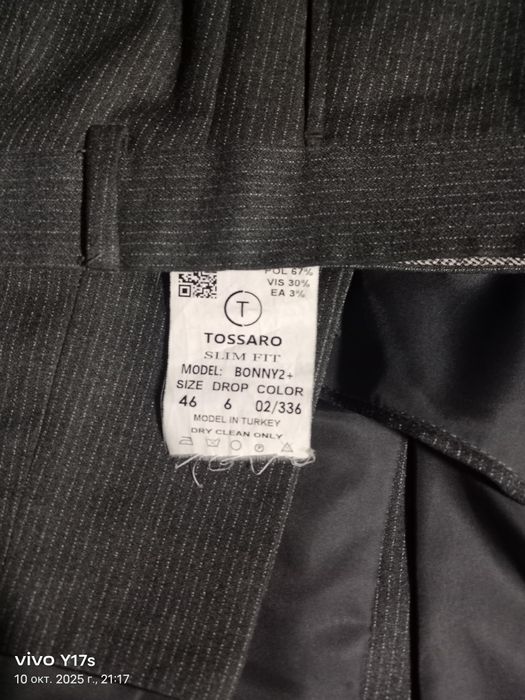 POL 67%
VIS 30%
EA 3%
T
TOSSARO
SLIM FIT
MODEL: BONNY2+
SIZE DROP COLOR
46 6 02/336
MODEL IN TURKEY
DRY CLEAN ONLY
vivo Y17s
10 окт. 2025 г., 21:17